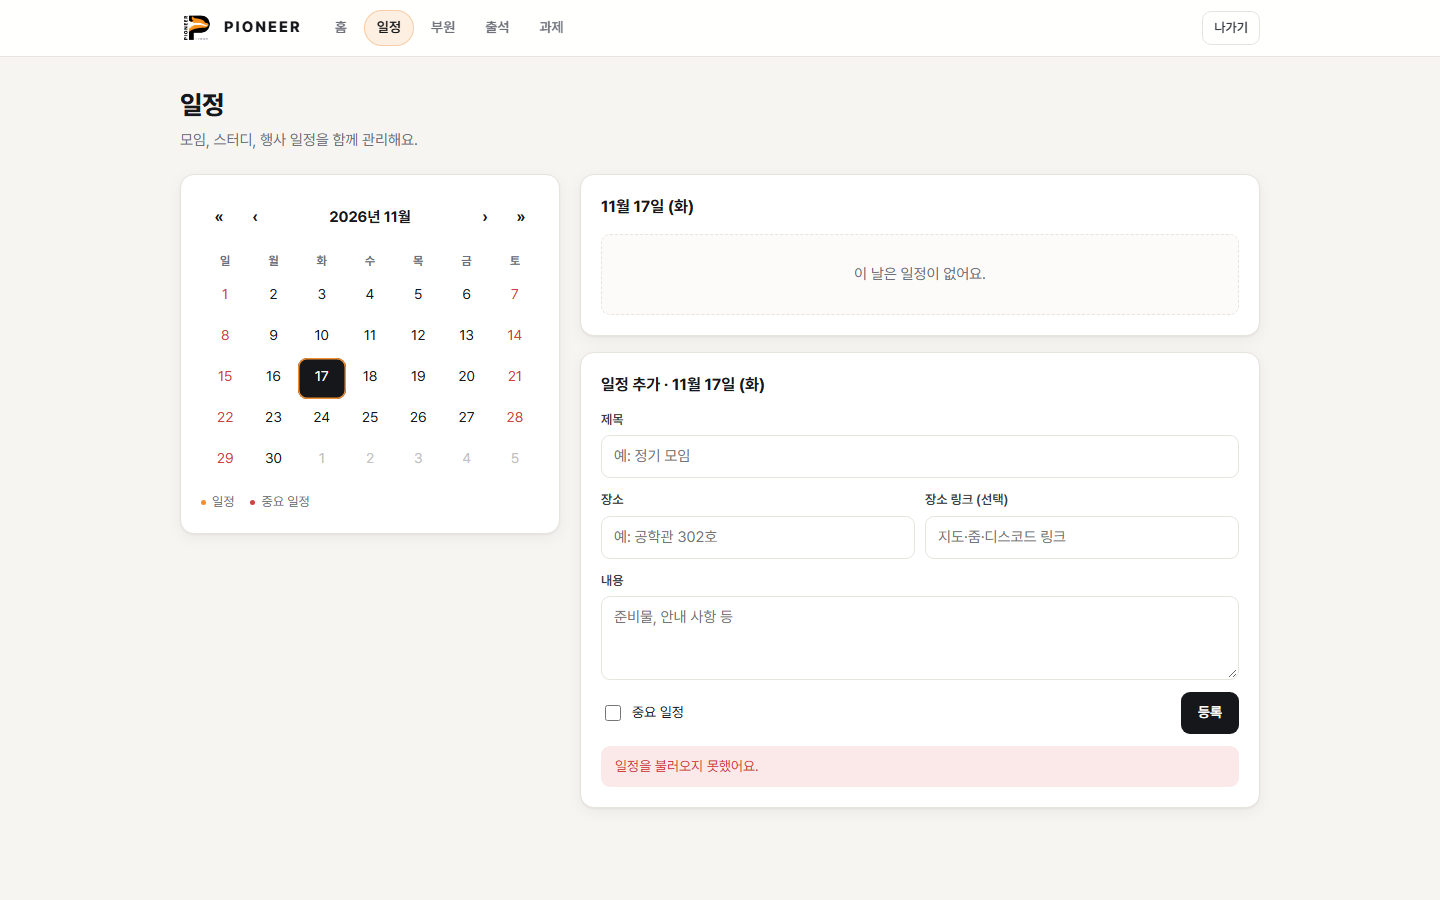 PIONEER
PIONEER 홈 일정 부원 출석 과제 나가기
일정
모임, 스터디, 행사 일정을 함께 관리해요.
« ‹ 2026년 11월 › »
일 월 화 수 목 금 토
1 2 3 4 5 6 7
8 9 10 11 12 13 14
15 16 17 18 19 20 21
22 23 24 25 26 27 28
29 30 1 2 3 4 5
일정 중요 일정
11월 17일 (화)
이 날은 일정이 없어요.
일정 추가 · 11월 17일 (화)
제목
예: 정기 모임
장소 장소 링크 (선택)
예: 공학관 302호 지도·줌·디스코드 링크
내용
준비물, 안내 사항 등
중요 일정 등록
일정을 불러오지 못했어요.